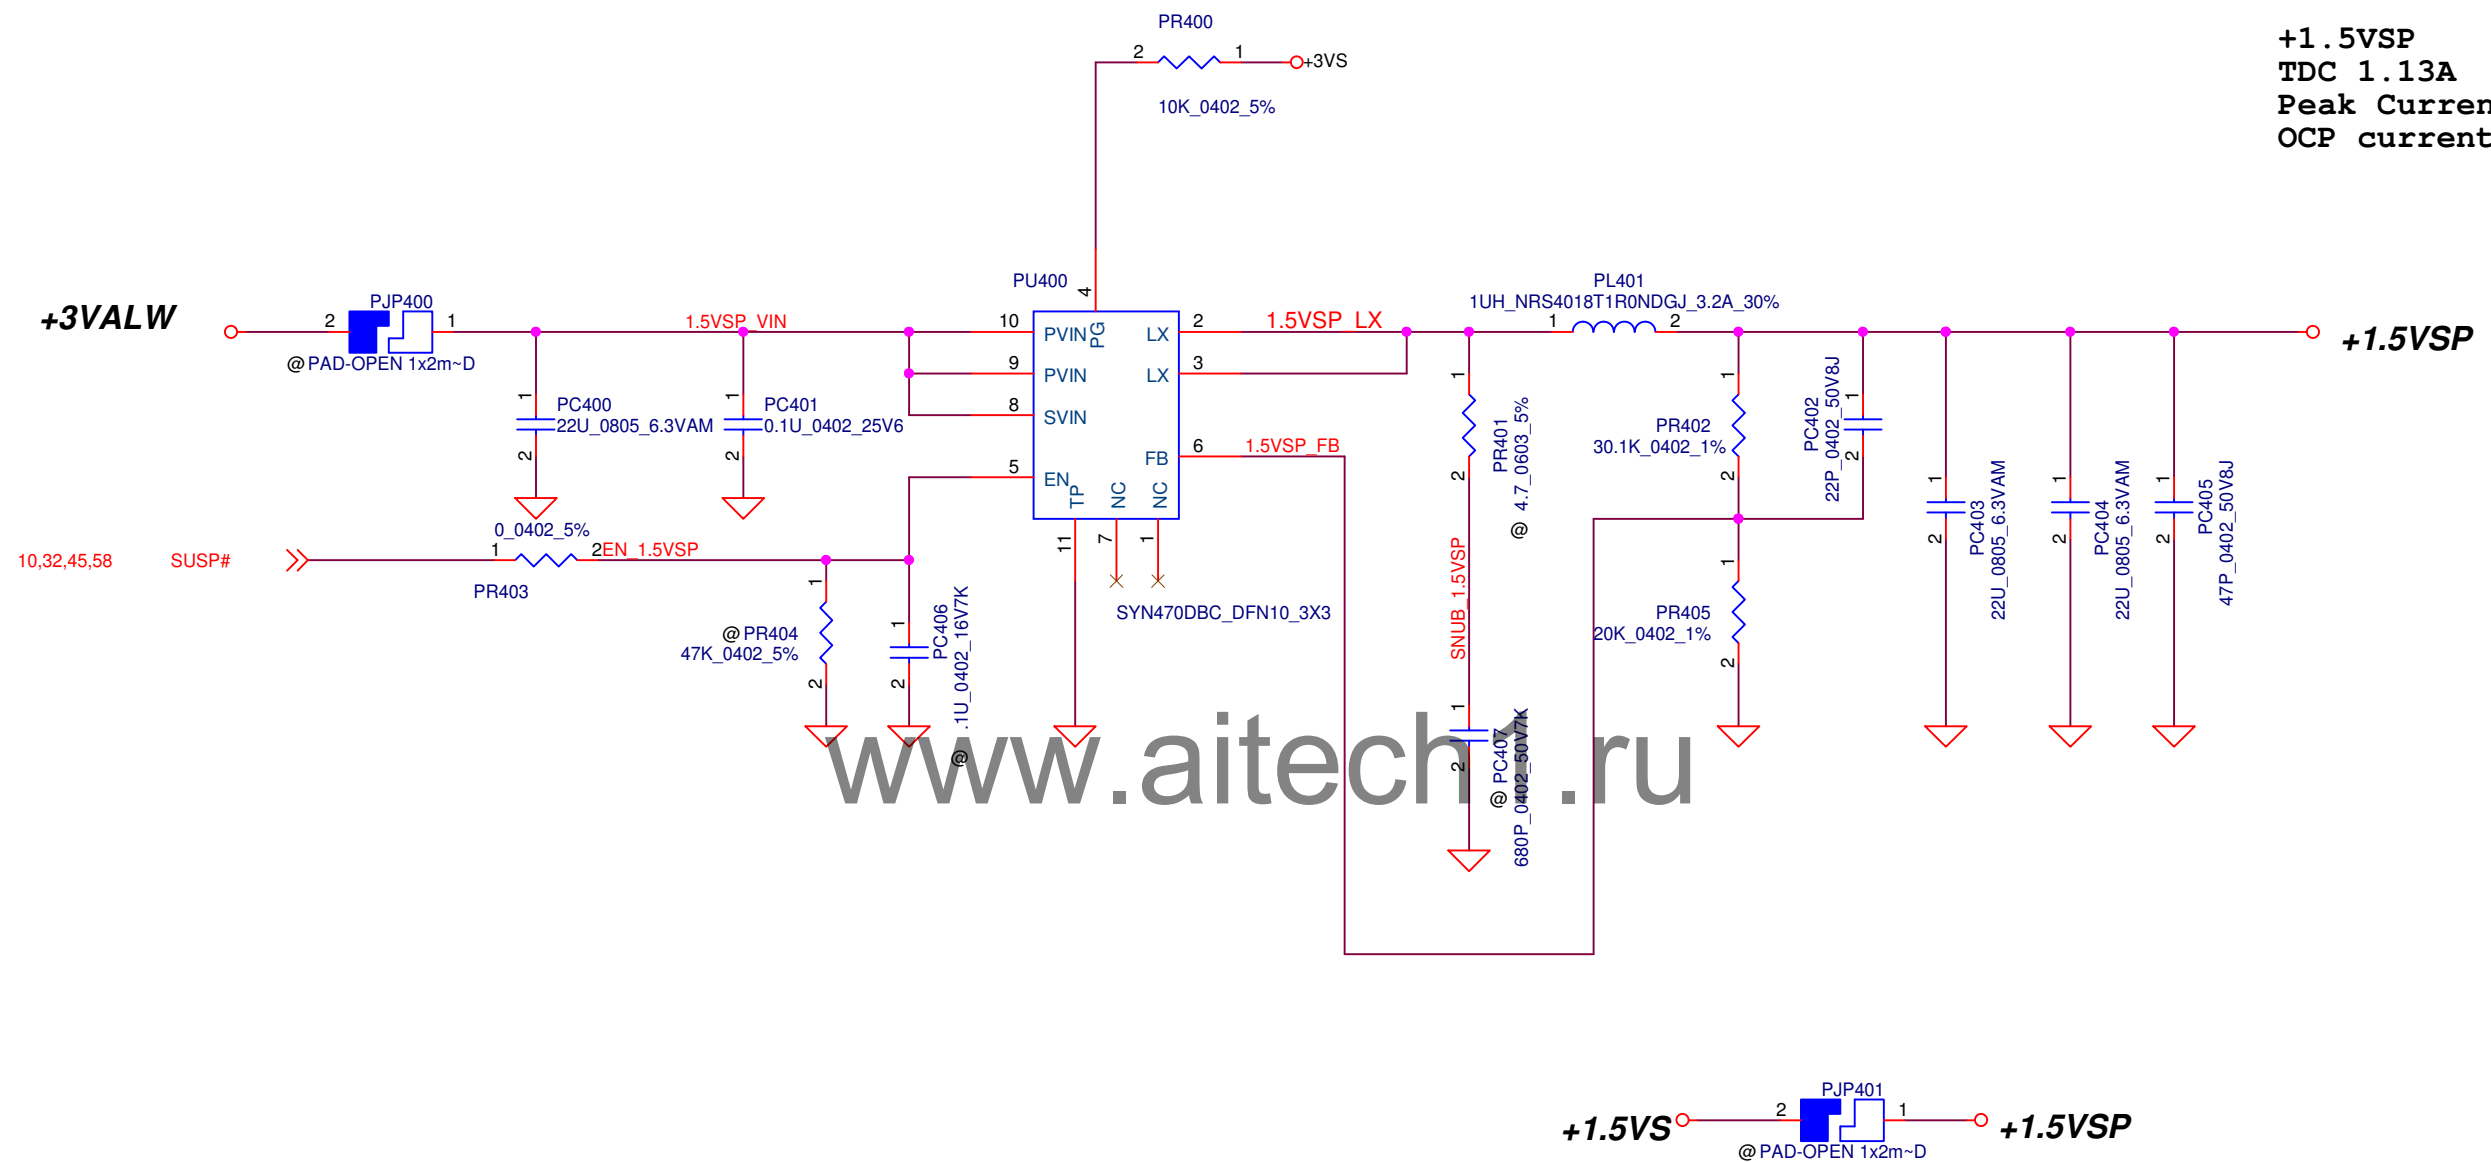 PR400
2
1
+3VS
10K_0402_5%
+1.5VSP
TDC 1.13A
Peak Curren
OCP current
+3VALW
2
PJP400
1
@ PAD-OPEN 1x2m~D
1.5VSP_VIN
1
2
PC400
22U_0805_6.3VAM
1
2
PC401
0.1U_0402_25V6
PU400
4
PG
10
PVIN
9
PVIN
8
SVIN
5
EN
TP
NC
NC
LX
2
LX
3
FB
6
11
7
1
SYN470DBC_DFN10_3X3
1.5VSP_LX
1.5VSP_FB
PL401
1UH_NRS4018T1R0NDGJ_3.2A_30%
1
2
+1.5VSP
1
2
PR401
@ 4.7_0603_5%
SNUB_1.5VSP
1
2
@ PC407
680P_0402_50V7K
1
PR402
30.1K_0402_1%
2
1
PC402
22P_0402_50V8J
2
1
PR405
20K_0402_1%
2
1
2
PC403
22U_0805_6.3VAM
1
2
PC404
22U_0805_6.3VAM
1
2
PC405
47P_0402_50V8J
10,32,45,58
SUSP#
0_0402_5%
1
2
EN_1.5VSP
PR403
1
@ PR404
47K_0402_5%
2
1
2
PC406
@ .1U_0402_16V7K
www.aitech1.ru
+1.5VS
2
PJP401
1
+1.5VSP
@ PAD-OPEN 1x2m~D